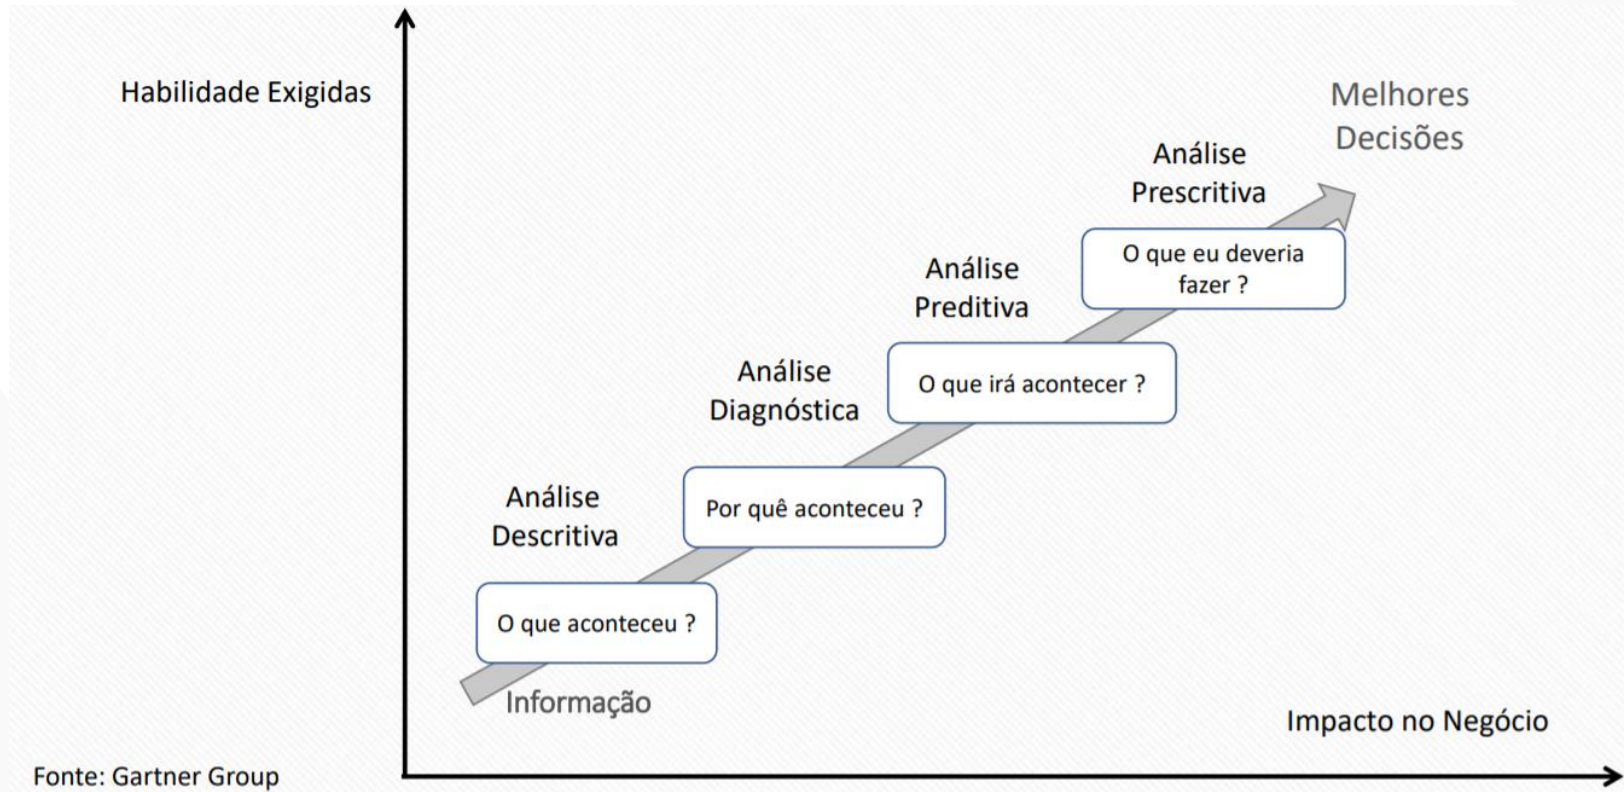 Habilidade Exigidas
Melhores
Decisões
Análise
Prescritiva
O que eu deveria
fazer ?
Análise
Preditiva
O que irá acontecer ?
Análise
Diagnóstica
Por quê aconteceu ?
Análise
Descritiva
O que aconteceu ?
Informação
Impacto no Negócio
Fonte: Gartner Group